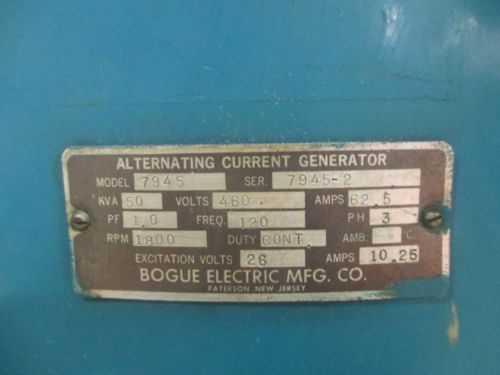 ALTERNATING CURRENT GENERATOR
MODEL 7945 SER. 7945-2
KVA 50 VOLTS 460 AMPS 62.5
PF 1.0 FREQ. 120 PH 3
RPM 1800 DUTY CONT. AMB. C
EXCITATION VOLTS 26 AMPS 10.25
BOGUE ELECTRIC MFG. CO.
PATERSON NEW JERSEY